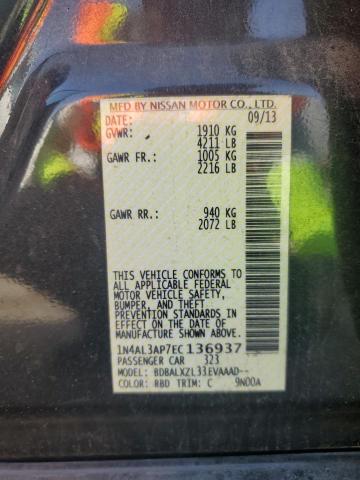 MFD BY NISSAN MOTOR CO., LTD.
DATE: 09/13
GVWR: 1910 KG
4211 LB
GAWR FR: 1005 KG
2216 LB
GAWR RR: 940 KG
2072 LB
THIS VEHICLE CONFORMS TO
ALL APPLICABLE FEDERAL
MOTOR VEHICLE SAFETY,
BUMPER, AND THEFT
PREVENTION STANDARDS IN
EFFECT ON THE DATE OF
MANUFACTURE SHOWN ABOVE.
1N4AL3AP7EC136937
PASSENGER CAR 323
MODEL: BDBALXZL33EVAAAD--
COLOR: RBD TRIM: C 9N00A